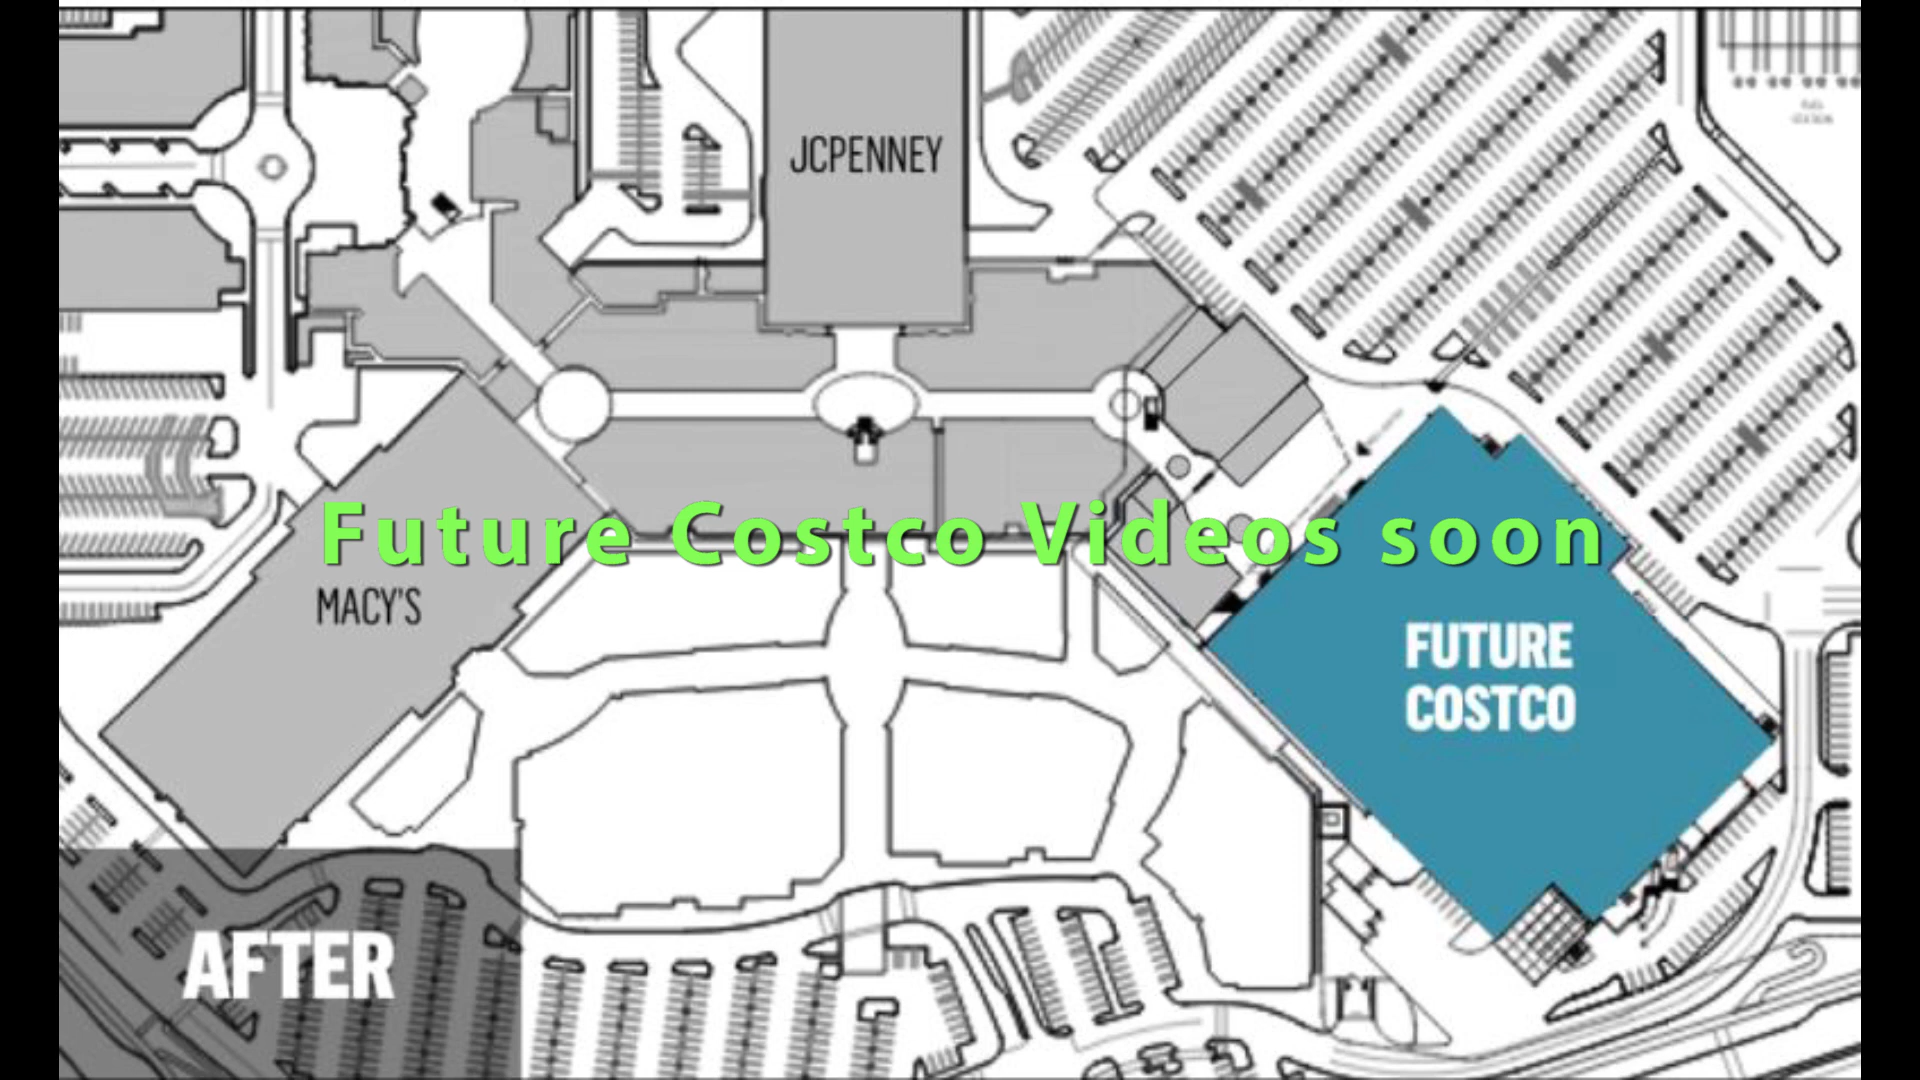 JCPENNEY
Future Costco Videos soon
MACY'S
FUTURE
COSTCO
AFTER